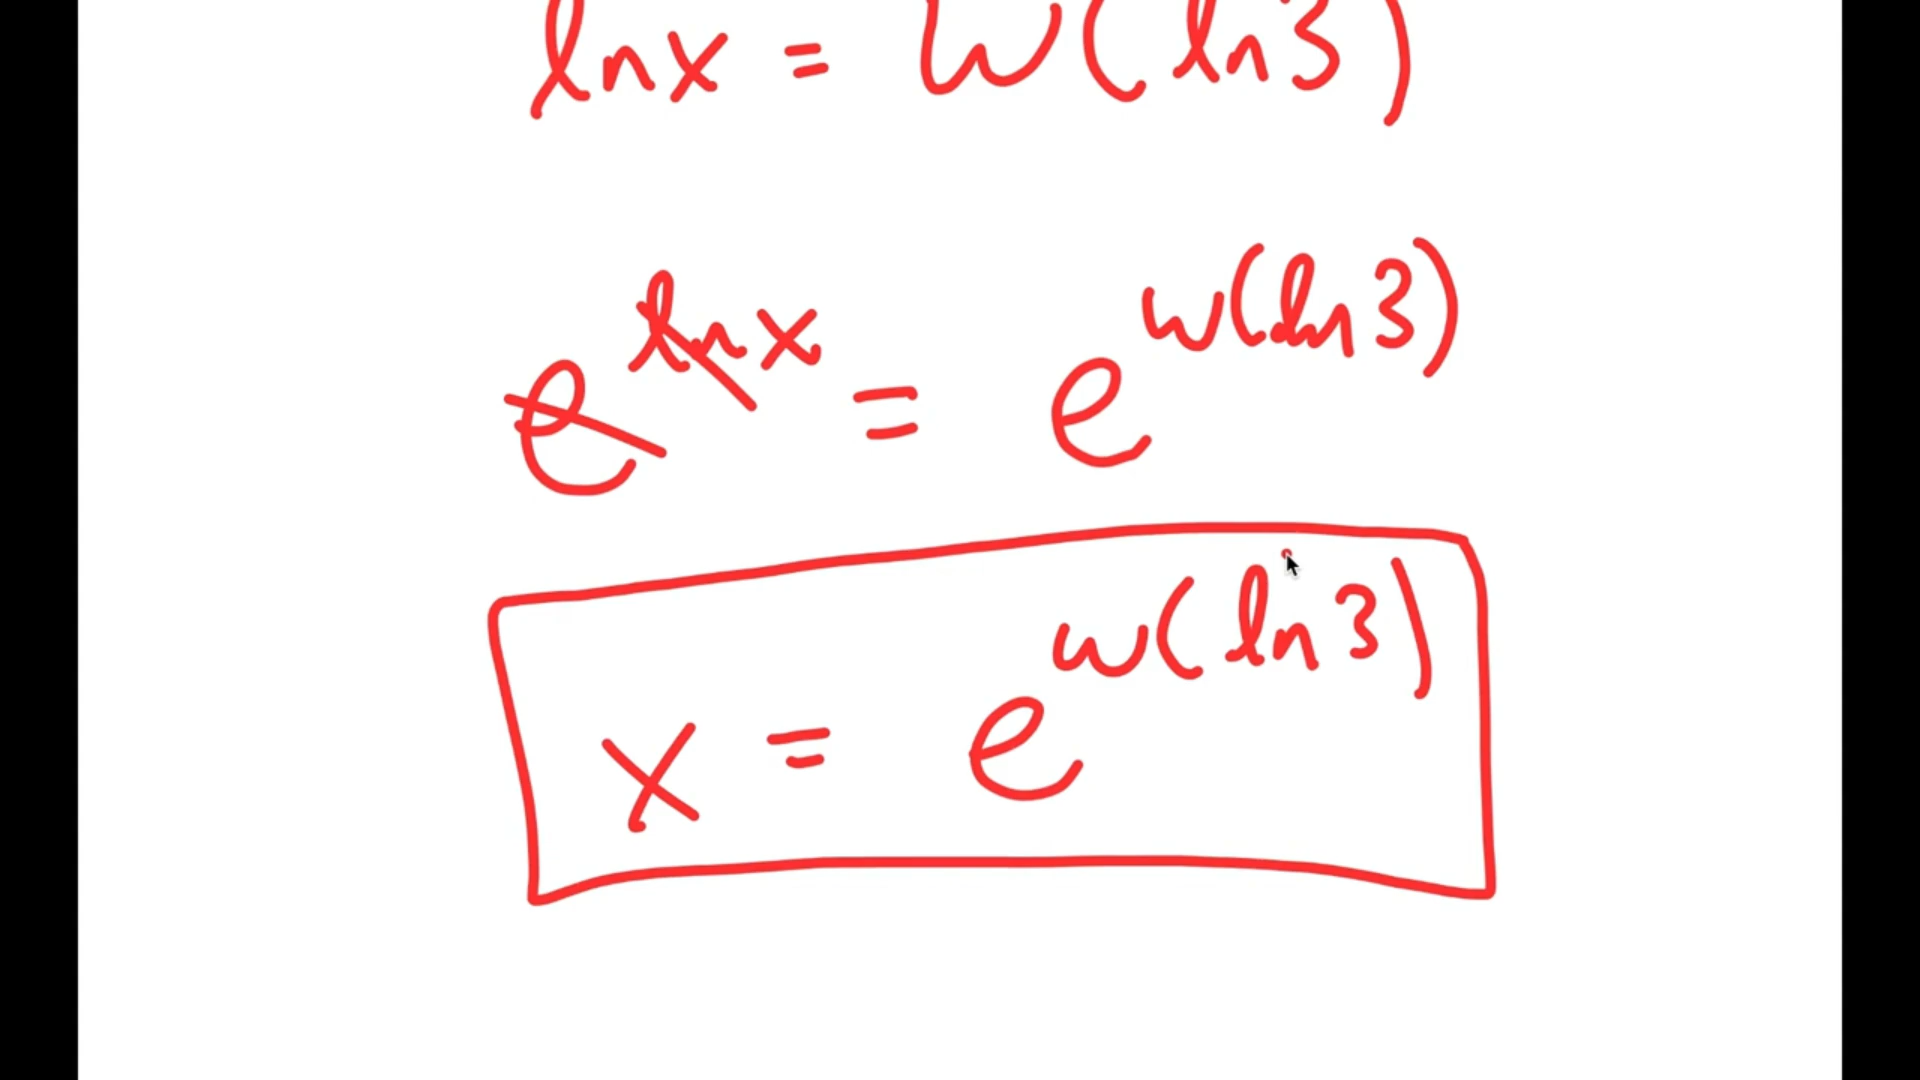 ln x = W(ln 3)
e^{ln x} = e^{W(ln 3)}
x = e^{W(ln 3)}